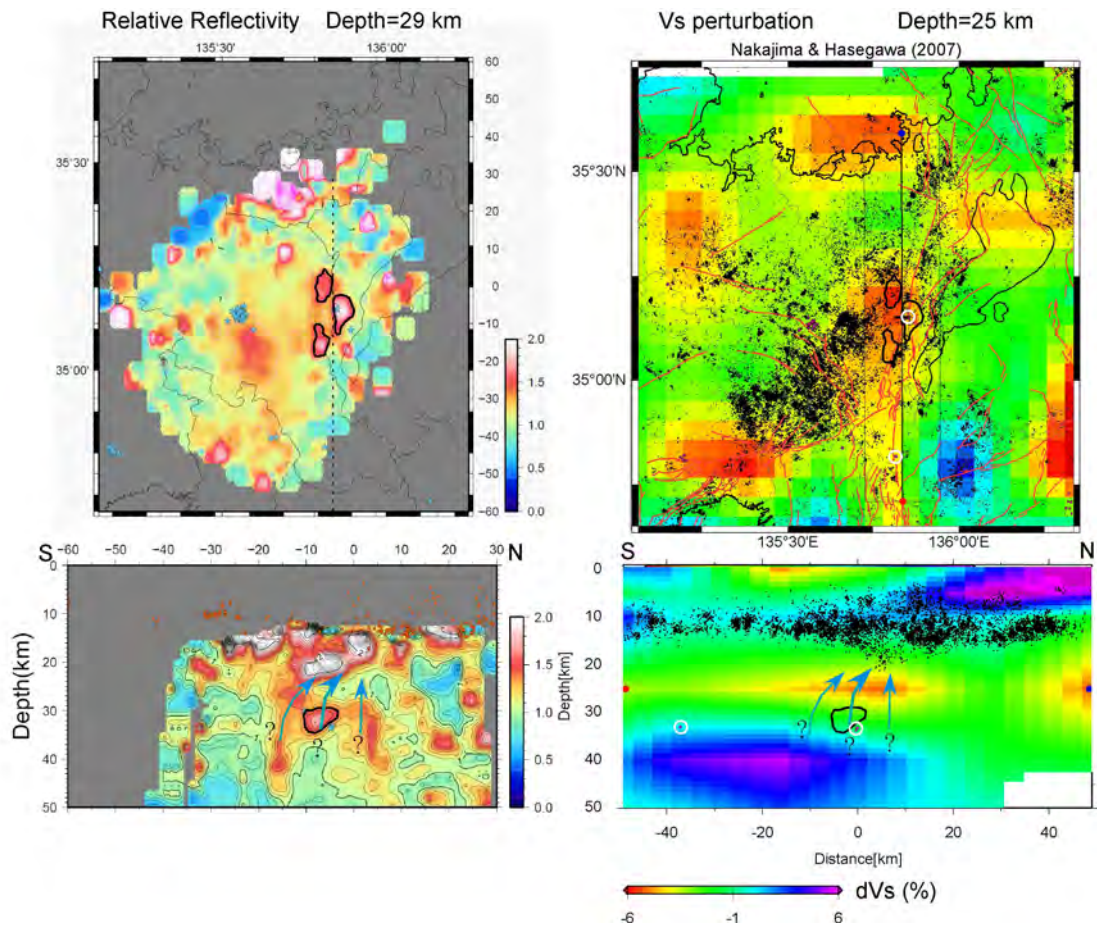 Relative Reflectivity Depth=29 km
135°30' 136°00'
60
50
40
30
20
10
0
−10
−20
−30
−40
−50
−60
35°30'
35°00'
2.0
1.5
1.0
0.5
0.0
Vs perturbation Depth=25 km
Nakajima & Hasegawa (2007)
35°30'N
35°00'N
135°30'E 136°00'E
S N
−60 −50 −40 −30 −20 −10 0 10 20 30
0
10
20
30
40
50
Depth(km)
? ? ?
2.0
1.5
1.0
0.5
0.0
S N
Depth[km]
0
10
20
30
40
50
? ? ?
-40 -20 0 20 40
Distance[km]
dVs (%)
-6 -1 6